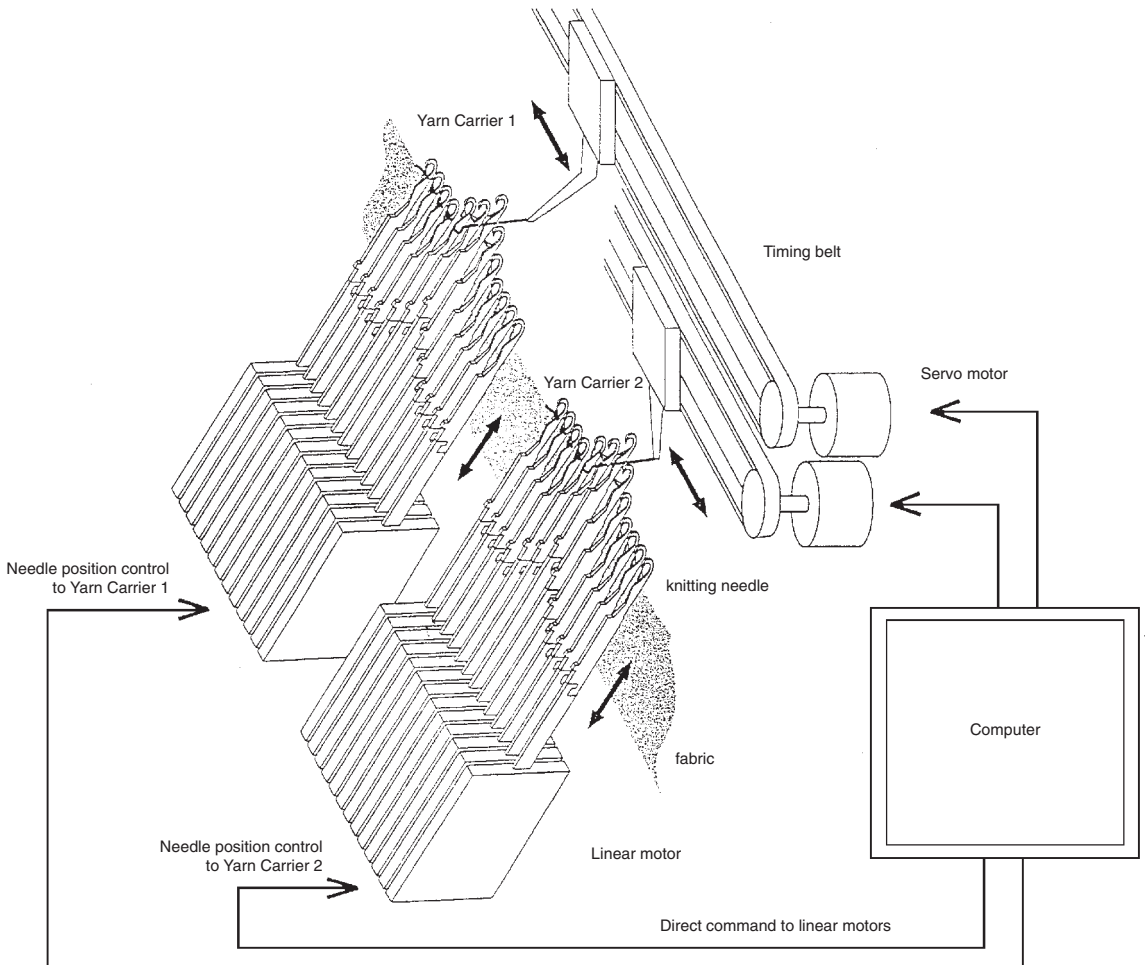 Yarn Carrier 1
Timing belt
Servo motor
Yarn Carrier 2
Needle position control
to Yarn Carrier 1
knitting needle
Computer
fabric
Needle position control
to Yarn Carrier 2
Linear motor
Direct command to linear motors